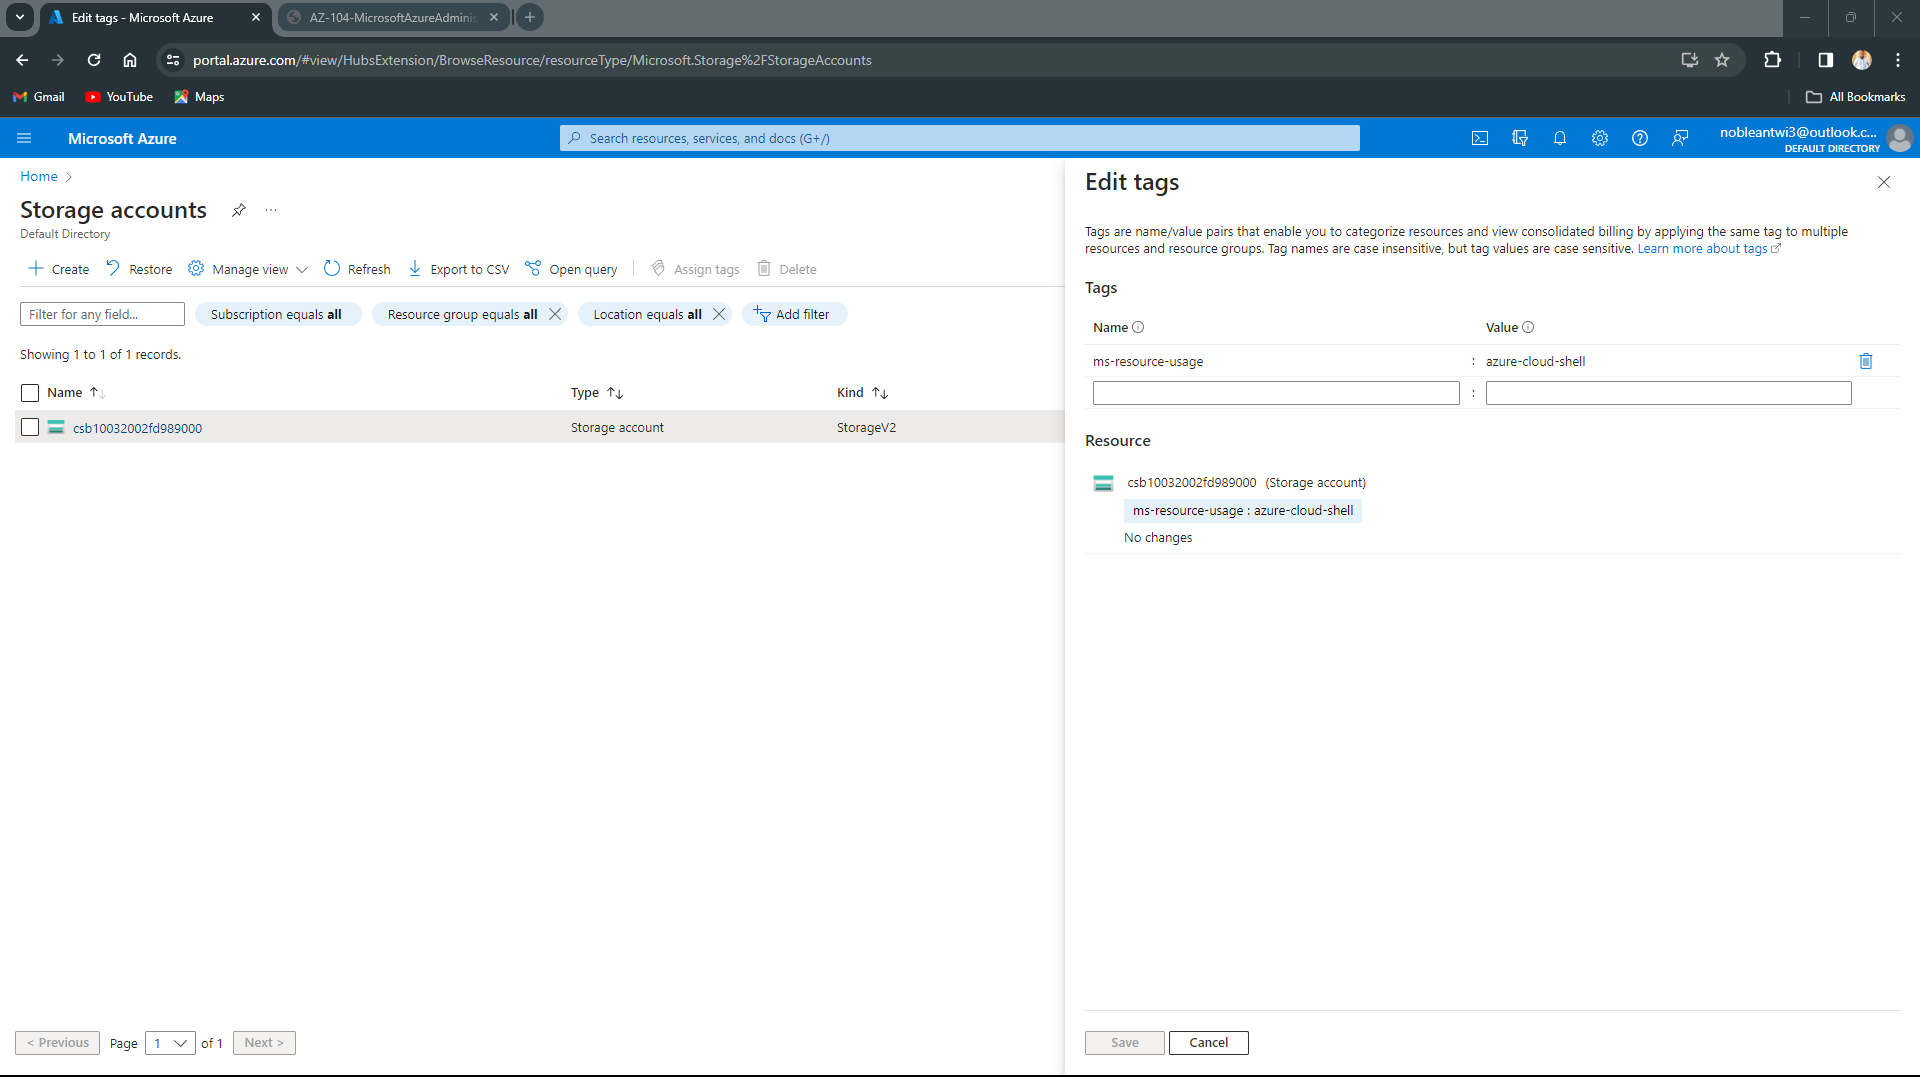 Edit tags - Microsoft Azure
AZ-104-MicrosoftAzureAdminis
portal.azure.com/#view/HubsExtension/BrowseResource/resourceType/Microsoft.Storage%2FStorageAccounts
Gmail YouTube Maps
All Bookmarks
Microsoft Azure
Search resources, services, and docs (G+/)
nobleantwi3@outlook.c...
DEFAULT DIRECTORY
Home >
Storage accounts ...
Default Directory
Create Restore Manage view Refresh Export to CSV Open query Assign tags Delete
Filter for any field... Subscription equals all Resource group equals all Location equals all Add filter
Showing 1 to 1 of 1 records.
Name Type Kind
csb10032002fd989000 Storage account StorageV2
< Previous Page 1 of 1 Next >
Edit tags
Tags are name/value pairs that enable you to categorize resources and view consolidated billing by applying the same tag to multiple
resources and resource groups. Tag names are case insensitive, but tag values are case sensitive. Learn more about tags
Tags
Name Value
ms-resource-usage : azure-cloud-shell
:
Resource
csb10032002fd989000 (Storage account)
ms-resource-usage : azure-cloud-shell
No changes
Save Cancel